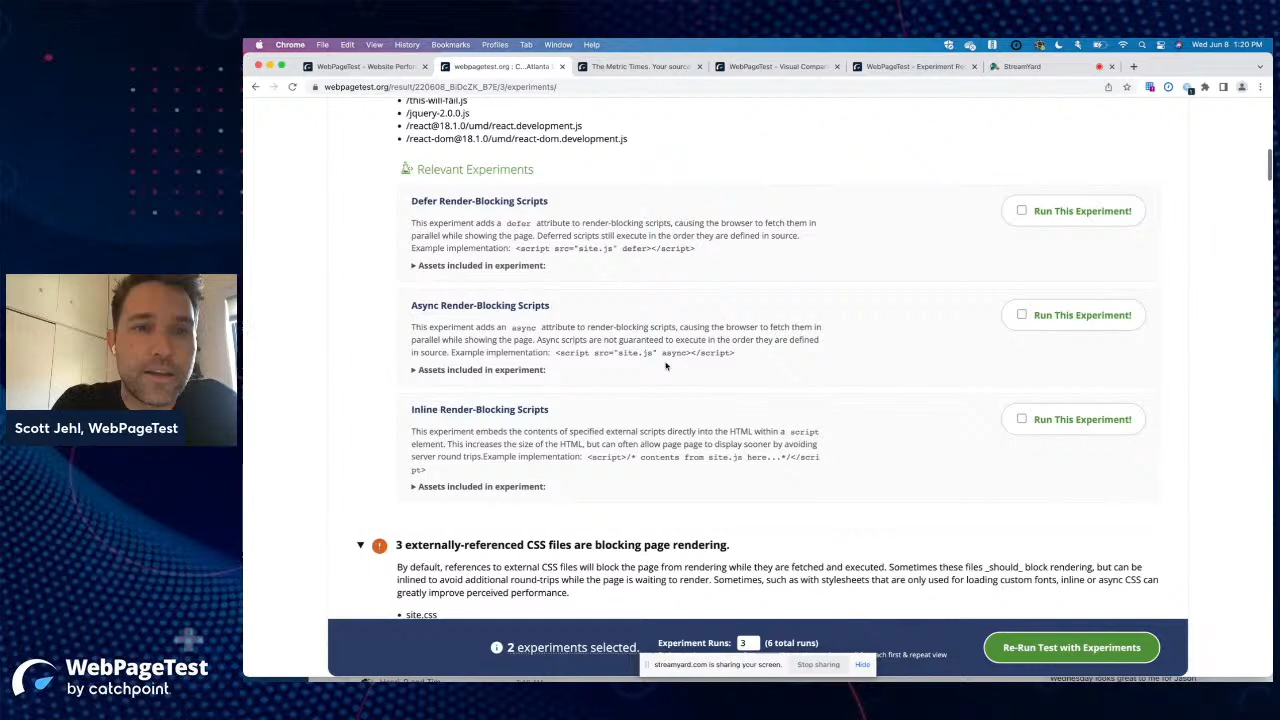 Chrome File Edit View History Bookmarks Profiles Tab Window Help
Wed Jun 8 1:20 PM
WebPageTest - Website Perfor
webpagetest.org : C...Atlanta
The Metric Times. Your source
WebPageTest - Visual Compar
WebPageTest - Experiment Re
StreamYard
webpagetest.org/result/220608_BiDcZK_B7E/3/experiments/
• /this-will-fail.js
• /jquery-2.0.0.js
• /react@18.1.0/umd/react.development.js
• /react-dom@18.1.0/umd/react-dom.development.js
Relevant Experiments
Defer Render-Blocking Scripts
Run This Experiment!
This experiment adds a defer attribute to render-blocking scripts, causing the browser to fetch them in
parallel while showing the page. Deferred scripts still execute in the order they are defined in source.
Example implementation: <script src="site.js" defer></script>
Assets included in experiment:
Async Render-Blocking Scripts
Run This Experiment!
This experiment adds an async attribute to render-blocking scripts, causing the browser to fetch them in
parallel while showing the page. Async scripts are not guaranteed to execute in the order they are defined
in source. Example implementation: <script src="site.js" async></script>
Assets included in experiment:
Inline Render-Blocking Scripts
Run This Experiment!
This experiment embeds the contents of specified external scripts directly into the HTML within a script
element. This increases the size of the HTML, but can often allow page page to display sooner by avoiding
server round trips.Example implementation: <script>/* contents from site.js here...*/</scri
pt>
Assets included in experiment:
3 externally-referenced CSS files are blocking page rendering.
By default, references to external CSS files will block the page from rendering while they are fetched and executed. Sometimes these files _should_ block rendering, but can be
inlined to avoid additional round-trips while the page is waiting to render. Sometimes, such as with stylesheets that are only used for loading custom fonts, inline or async CSS can
greatly improve perceived performance.
• site.css
2 experiments selected.
Experiment Runs: 3 (6 total runs)
each first & repeat view
Re-Run Test with Experiments
streamyard.com is sharing your screen.
Stop sharing
Hide
Wednesday looks great to me for Jason
Scott Jehl, WebPageTest
WebPageTest
by catchpoint